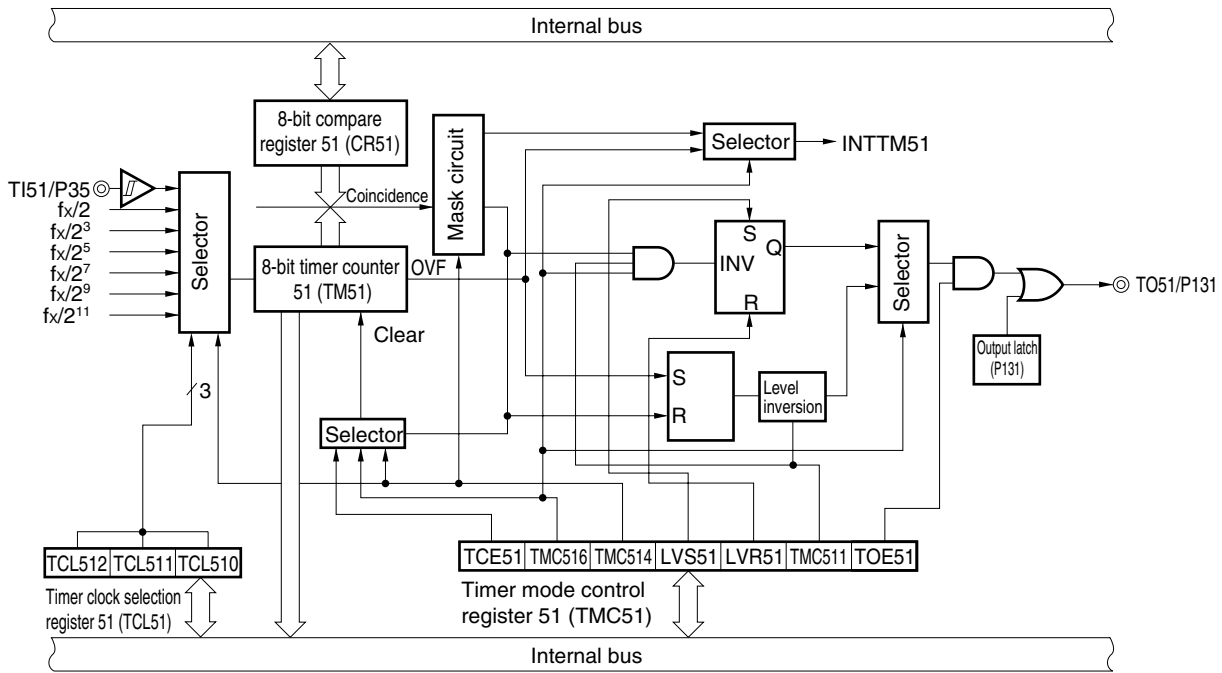 Internal bus
8-bit compare
register 51 (CR51)
Mask circuit
Selector
INTTM51
TI51/P35
Coincidence
fx/2
fx/2³
fx/2⁵
fx/2⁷
fx/2⁹
fx/2¹¹
Selector
8-bit timer counter
51 (TM51)
OVF
Clear
S
Q
INV
R
Selector
TO51/P131
Output latch
(P131)
S
R
Level
inversion
3
Selector
TCL512 TCL511 TCL510
Timer clock selection
register 51 (TCL51)
TCE51 TMC516 TMC514 LVS51 LVR51 TMC511 TOE51
Timer mode control
register 51 (TMC51)
Internal bus